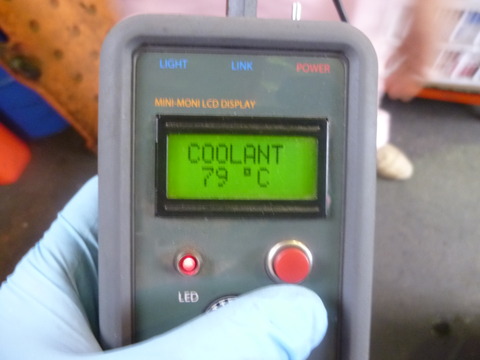 LIGHT LINK POWER
MINI-MONI LCD DISPLAY
COOLANT
79 °C
LED